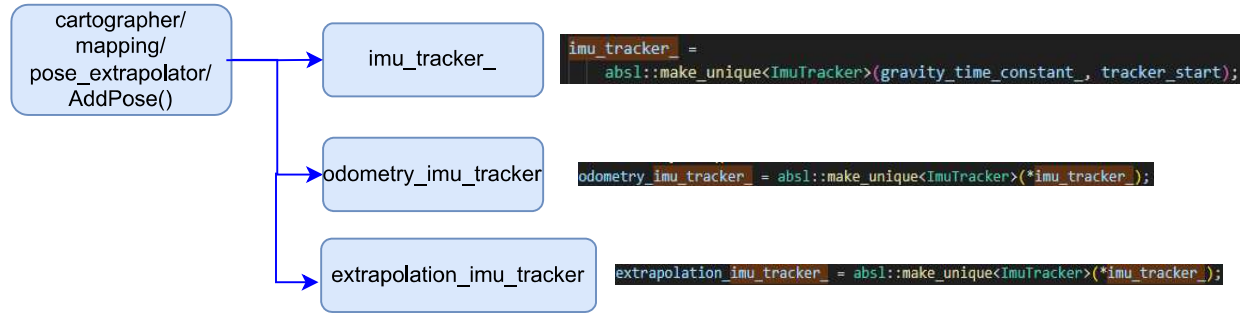 cartographer/
mapping/
pose_extrapolator/
AddPose()
imu_tracker_
imu_tracker_ =
absl::make_unique<ImuTracker>(gravity_time_constant_, tracker_start);
odometry_imu_tracker
odometry_imu_tracker_ = absl::make_unique<ImuTracker>(*imu_tracker_);
extrapolation_imu_tracker
extrapolation_imu_tracker_ = absl::make_unique<ImuTracker>(*imu_tracker_);